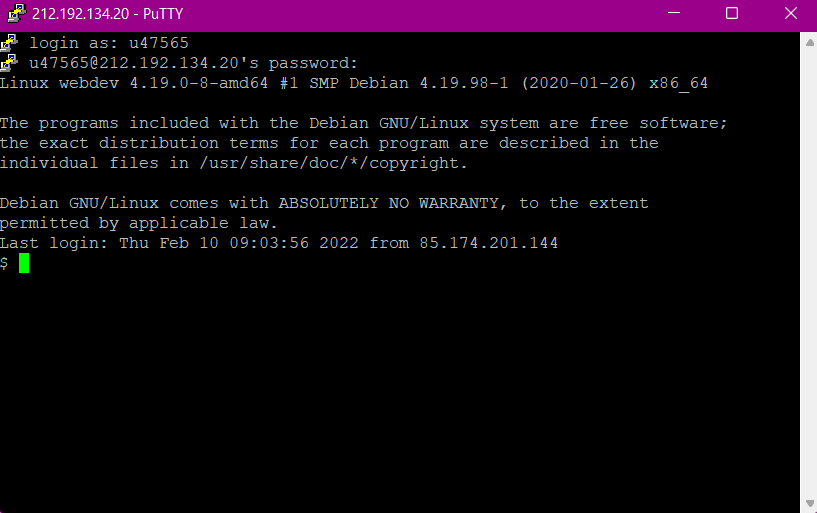 212.192.134.20 - PuTTY
login as: u47565
u47565@212.192.134.20's password:
Linux webdev 4.19.0-8-amd64 #1 SMP Debian 4.19.98-1 (2020-01-26) x86_64
The programs included with the Debian GNU/Linux system are free software;
the exact distribution terms for each program are described in the
individual files in /usr/share/doc/*/copyright.
Debian GNU/Linux comes with ABSOLUTELY NO WARRANTY, to the extent
permitted by applicable law.
Last login: Thu Feb 10 09:03:56 2022 from 85.174.201.144
$